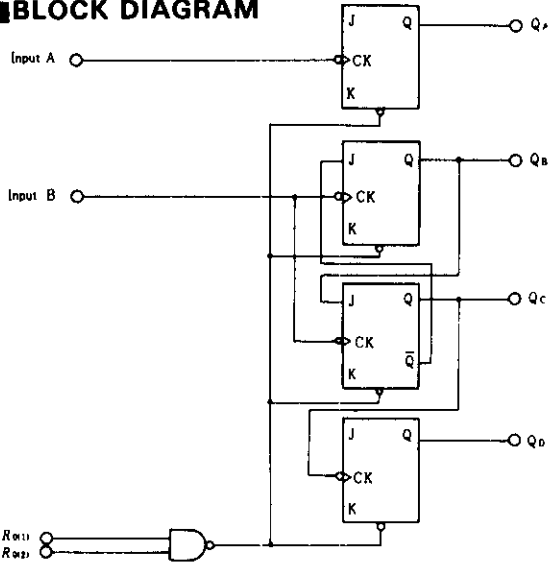 BLOCK DIAGRAM
J Q QA
Input A CK
K
J Q QB
Input B CK
K
J Q QC
CK Q̅
K
J Q QD
CK
K
R0(1)
R0(2)